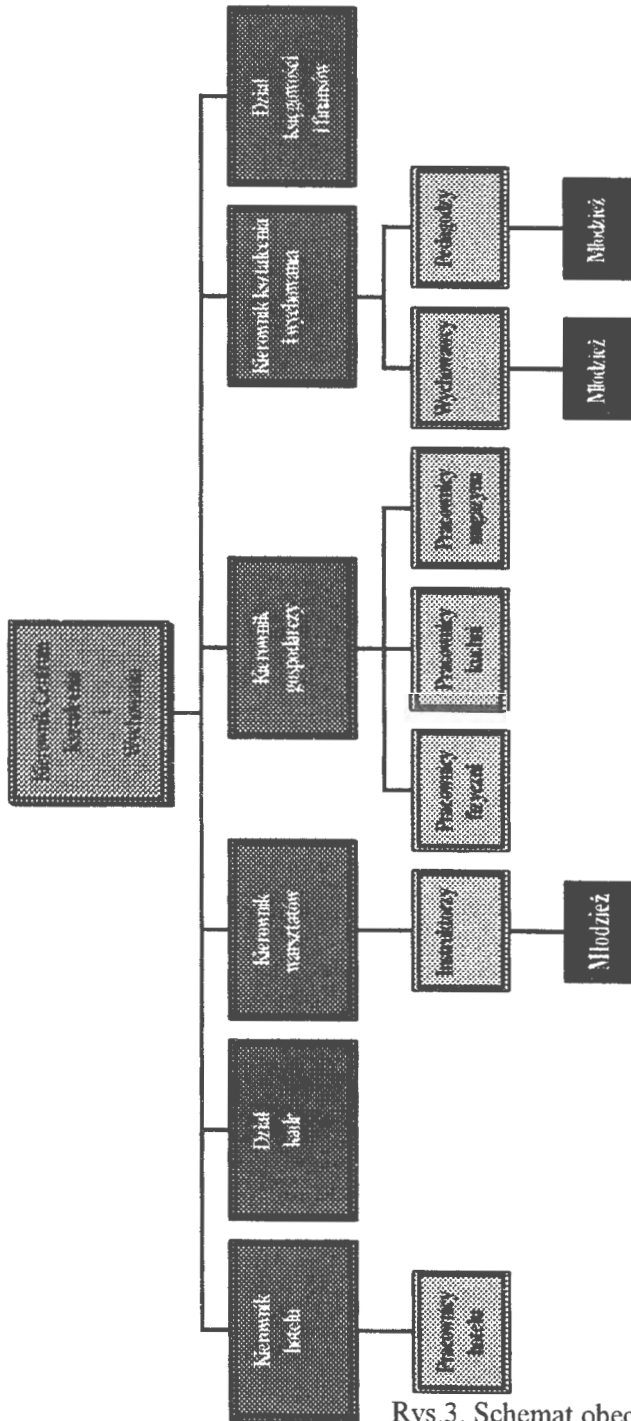 Kierownik Centrum
Kształcenia
i
Wychowania
Kierownik
hotelu
Dział
kadr
Kierownik
warsztatów
Kierownik
gospodarczy
Kierownik kształcenia
i wychowania
Dział
księgowości
i finansów
Pracownicy
hotelu
Instruktorzy
Pracownicy
fizyczni
Pracownicy
kuchni
Pracownicy
magazynu
Wychowawcy
Pedagodzy
Młodzież
Młodzież
Młodzież
Rys.3. Schemat obec